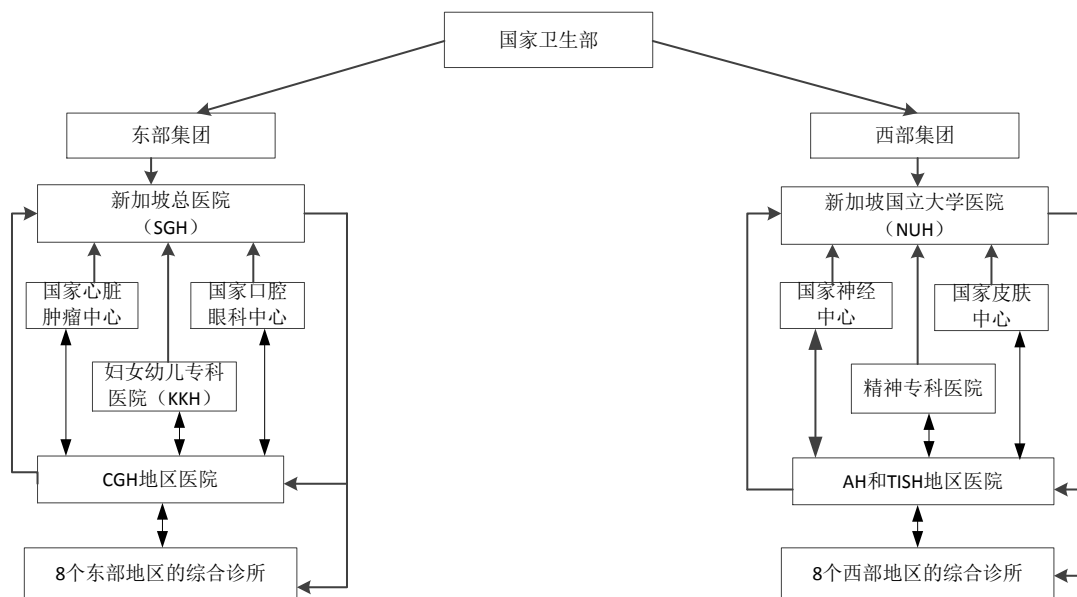 国家卫生部
东部集团
西部集团
新加坡总医院
（SGH）
新加坡国立大学医院
（NUH）
国家心脏
肿瘤中心
国家口腔
眼科中心
国家神经
中心
国家皮肤
中心
妇女幼儿专科
医院（KKH）
精神专科医院
CGH地区医院
AH和TISH地区医院
8个东部地区的综合诊所
8个西部地区的综合诊所